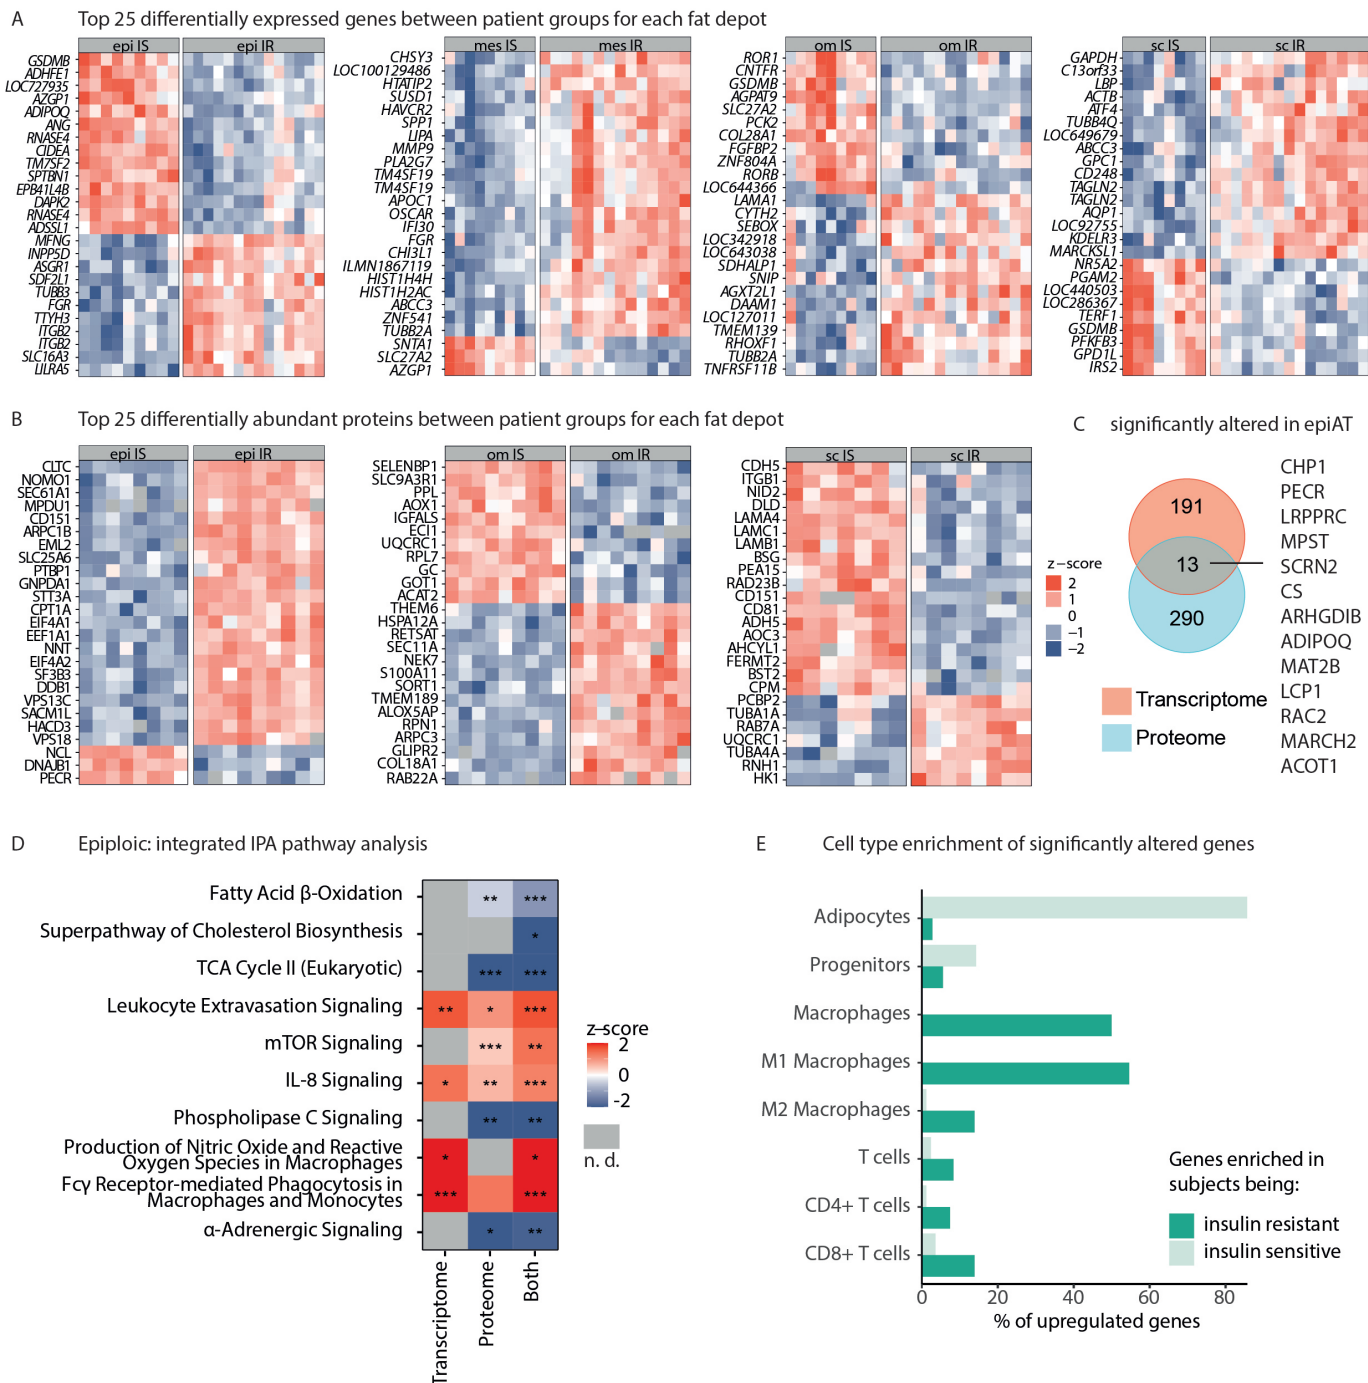 A Top 25 differentially expressed genes between patient groups for each fat depot
epi IS epi IR
GSDMB
ADHFE1
LOC727935
AZGP1
ADIPOQ
ANG
RNASE4
CIDEA
TM7SF2
SPTBN1
EPB41L4B
DAPK2
RNASE4
ADSSL1
MFNG
INPP5D
ASGR1
SDF2L1
TUBB3
FGR
TTYH3
ITGB2
ITGB2
SLC16A3
LILRA5
mes IS mes IR
CHSY3
LOC100129486
HTATIP2
SUSD1
HAVCR2
SPP1
LIPA
MMP9
PLA2G7
TM4SF19
TM4SF19
APOC1
OSCAR
IFI30
FGR
CHI3L1
ILMN1867119
HIST1H4H
HIST1H2AC
ABCC3
ZNF541
TUBB2A
SNTA1
SLC27A2
AZGP1
om IS om IR
ROR1
CNTFR
GSDMB
AGPAT9
SLC27A2
PCK2
COL28A1
FGFBP2
ZNF804A
RORB
LOC644366
LAMA1
CYTH2
SEBOX
LOC342918
LOC643038
SDHALP1
SNIP
AGXT2L1
DAAM1
LOC127011
TMEM139
RHOXF1
TUBB2A
TNFRSF11B
sc IS sc IR
GAPDH
C13orf33
LBP
ACTB
ATF4
TUBB4Q
LOC649679
ABCC3
GPC1
CD248
TAGLN2
TAGLN2
AQP1
LOC92755
KDELR3
MARCKSL1
NR5A2
PGAM2
LOC440503
LOC286367
TERF1
GSDMB
PFKFB3
GPD1L
IRS2
B Top 25 differentially abundant proteins between patient groups for each fat depot
epi IS epi IR
CLTC
NOMO1
SEC61A1
MPDU1
CD151
ARPC1B
EML2
SLC25A6
PTBP1
GNPDA1
STT3A
CPT1A
EIF4A1
EEF1A1
NNT
EIF4A2
SF3B3
DDB1
VPS13C
SACM1L
HACD3
VPS18
NCL
DNAJB1
PECR
om IS om IR
SELENBP1
SLC9A3R1
PPL
AOX1
IGFALS
ECI1
UQCRC1
RPL7
GC
GOT1
ACAT2
THEM6
HSPA12A
RETSAT
SEC11A
NEK7
S100A11
SORT1
TMEM189
ALOX5AP
RPN1
ARPC3
GLIPR2
COL18A1
RAB22A
sc IS sc IR
CDH5
ITGB1
NID2
DLD
LAMA4
LAMC1
LAMB1
BSG
PEA15
RAD23B
CD151
CD81
ADH5
AOC3
AHCYL1
FERMT2
BST2
CPM
PCBP2
TUBA1A
RAB7A
UQCRC1
TUBA4A
RNH1
HK1
z−score
2
1
0
−1
−2
C significantly altered in epiAT
191
13
290
Transcriptome
Proteome
CHP1
PECR
LRPPRC
MPST
SCRN2
CS
ARHGDIB
ADIPOQ
MAT2B
LCP1
RAC2
MARCH2
ACOT1
D Epiploic: integrated IPA pathway analysis
Fatty Acid β-Oxidation ** ***
Superpathway of Cholesterol Biosynthesis *
TCA Cycle II (Eukaryotic) *** ***
Leukocyte Extravasation Signaling ** * ***
mTOR Signaling *** **
IL-8 Signaling * ** ***
Phospholipase C Signaling ** **
Production of Nitric Oxide and Reactive
Oxygen Species in Macrophages * *
Fcγ Receptor-mediated Phagocytosis in
Macrophages and Monocytes *** ***
α-Adrenergic Signaling * **
Transcriptome
Proteome
Both
z-score
2
0
-2
n. d.
E Cell type enrichment of significantly altered genes
Adipocytes
Progenitors
Macrophages
M1 Macrophages
M2 Macrophages
T cells
CD4+ T cells
CD8+ T cells
0 20 40 60 80
% of upregulated genes
Genes enriched in
subjects being:
insulin resistant
insulin sensitive